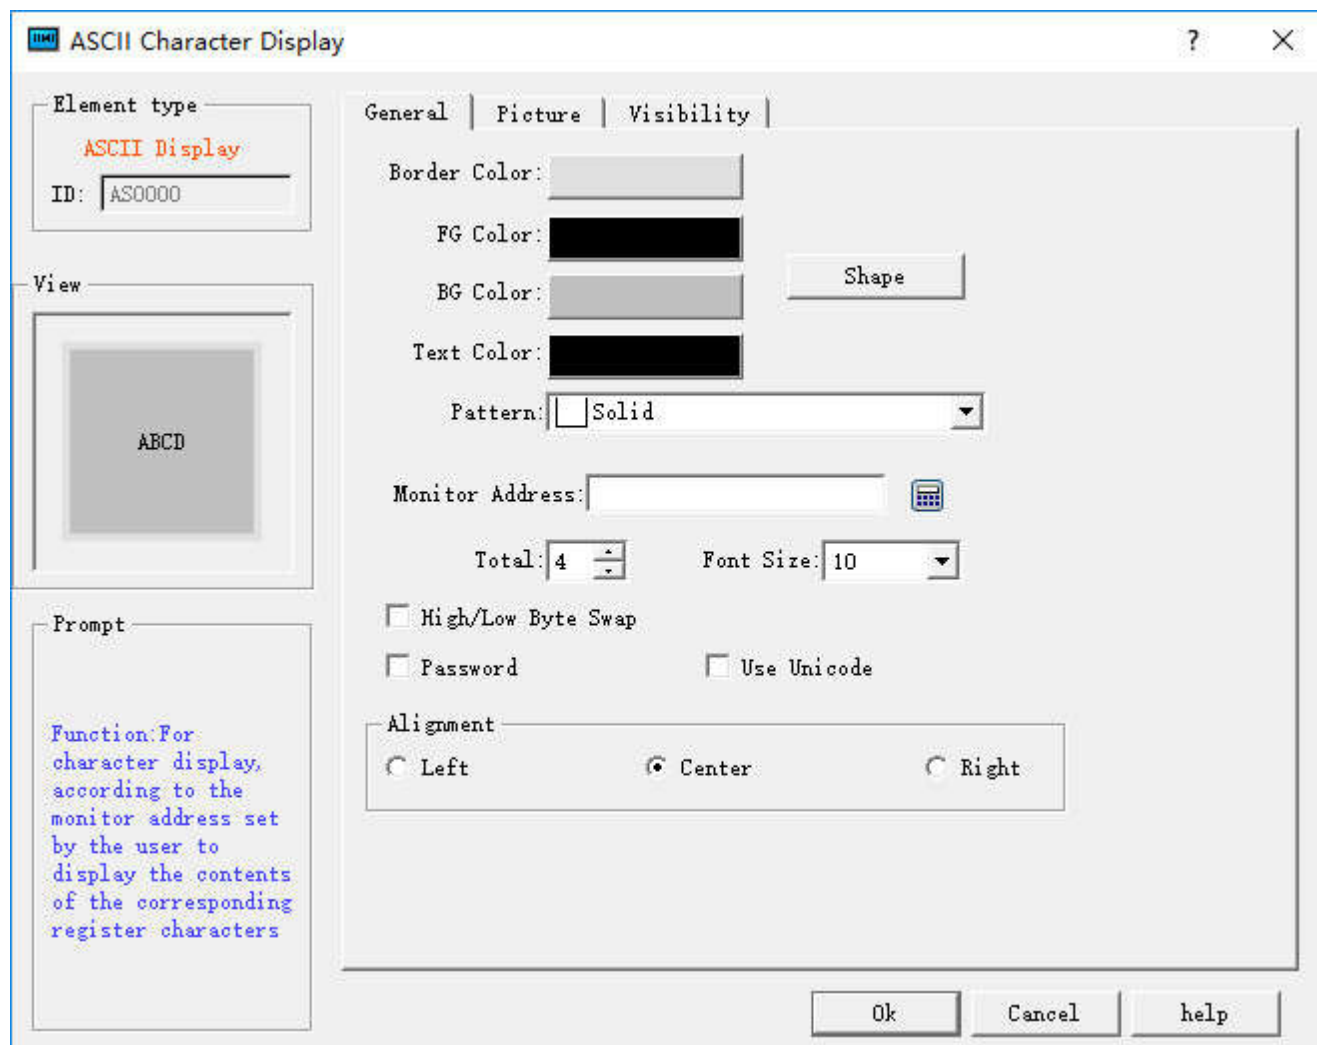 ASCII Character Display
?
Element type
ASCII Display
ID: AS0000
View
ABCD
Prompt
Function:For
character display,
according to the
monitor address set
by the user to
display the contents
of the corresponding
register characters
General Picture Visibility
Border Color:
FG Color:
BG Color:
Shape
Text Color:
Pattern: Solid
Monitor Address:
Total: 4 Font Size: 10
High/Low Byte Swap
Password Use Unicode
Alignment
Left Center Right
Ok Cancel help